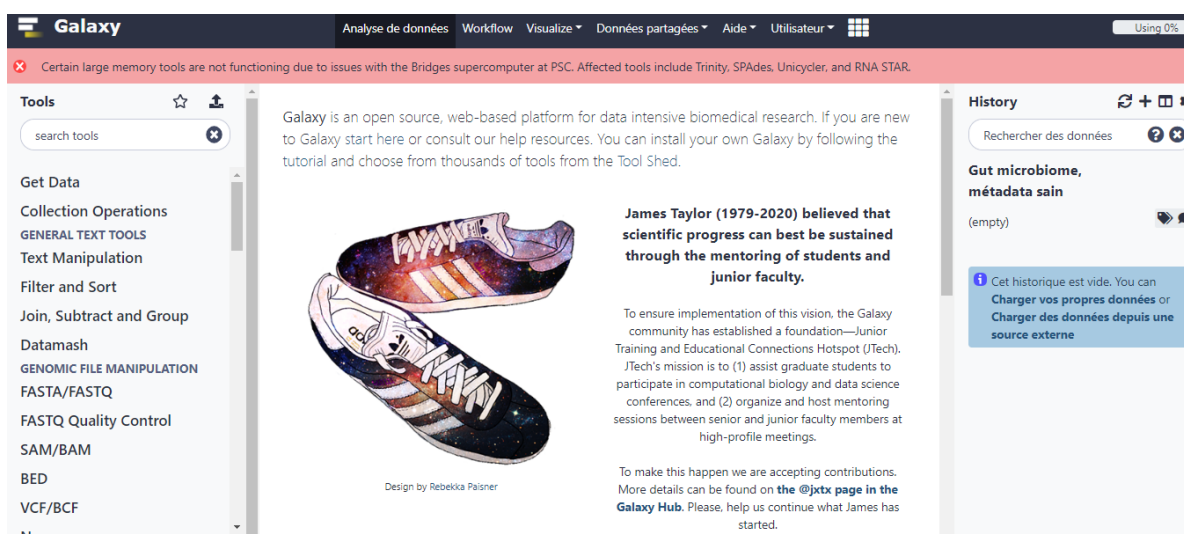 Galaxy
Analyse de données Workflow Visualize Données partagées Aide Utilisateur
Using 0%
Certain large memory tools are not functioning due to issues with the Bridges supercomputer at PSC. Affected tools include Trinity, SPAdes, Unicycler, and RNA STAR.
Tools
search tools
Get Data
Collection Operations
GENERAL TEXT TOOLS
Text Manipulation
Filter and Sort
Join, Subtract and Group
Datamash
GENOMIC FILE MANIPULATION
FASTA/FASTQ
FASTQ Quality Control
SAM/BAM
BED
VCF/BCF
Galaxy is an open source, web-based platform for data intensive biomedical research. If you are new
to Galaxy start here or consult our help resources. You can install your own Galaxy by following the
tutorial and choose from thousands of tools from the Tool Shed.
Design by Rebekka Paisner
James Taylor (1979-2020) believed that
scientific progress can best be sustained
through the mentoring of students and
junior faculty.
To ensure implementation of this vision, the Galaxy
community has established a foundation—Junior
Training and Educational Connections Hotspot (JTech).
JTech's mission is to (1) assist graduate students to
participate in computational biology and data science
conferences, and (2) organize and host mentoring
sessions between senior and junior faculty members at
high-profile meetings.
To make this happen we are accepting contributions.
More details can be found on the @jxtx page in the
Galaxy Hub. Please, help us continue what James has
started.
History
Rechercher des données
Gut microbiome,
métadata sain
(empty)
Cet historique est vide. You can
Charger vos propres données or
Charger des données depuis une
source externe